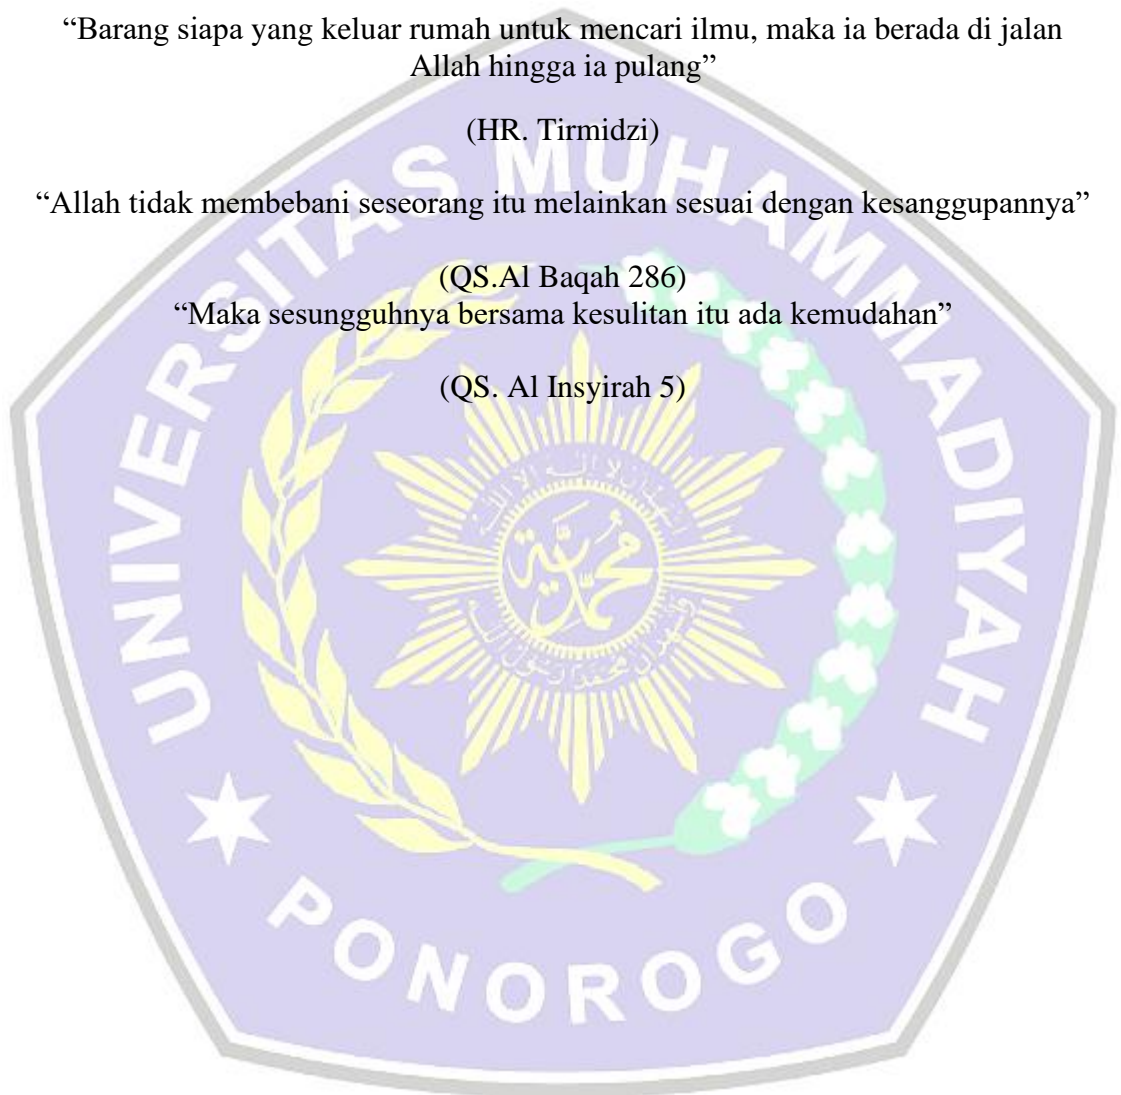 “Barang siapa yang keluar rumah untuk mencari ilmu, maka ia berada di jalan
Allah hingga ia pulang”
(HR. Tirmidzi)
“Allah tidak membebani seseorang itu melainkan sesuai dengan kesanggupannya”
(QS.Al Baqah 286)
“Maka sesungguhnya bersama kesulitan itu ada kemudahan”
(QS. Al Insyirah 5)
UNIVERSITAS MUHAMMADIYAH
محمدية
PONOROGO